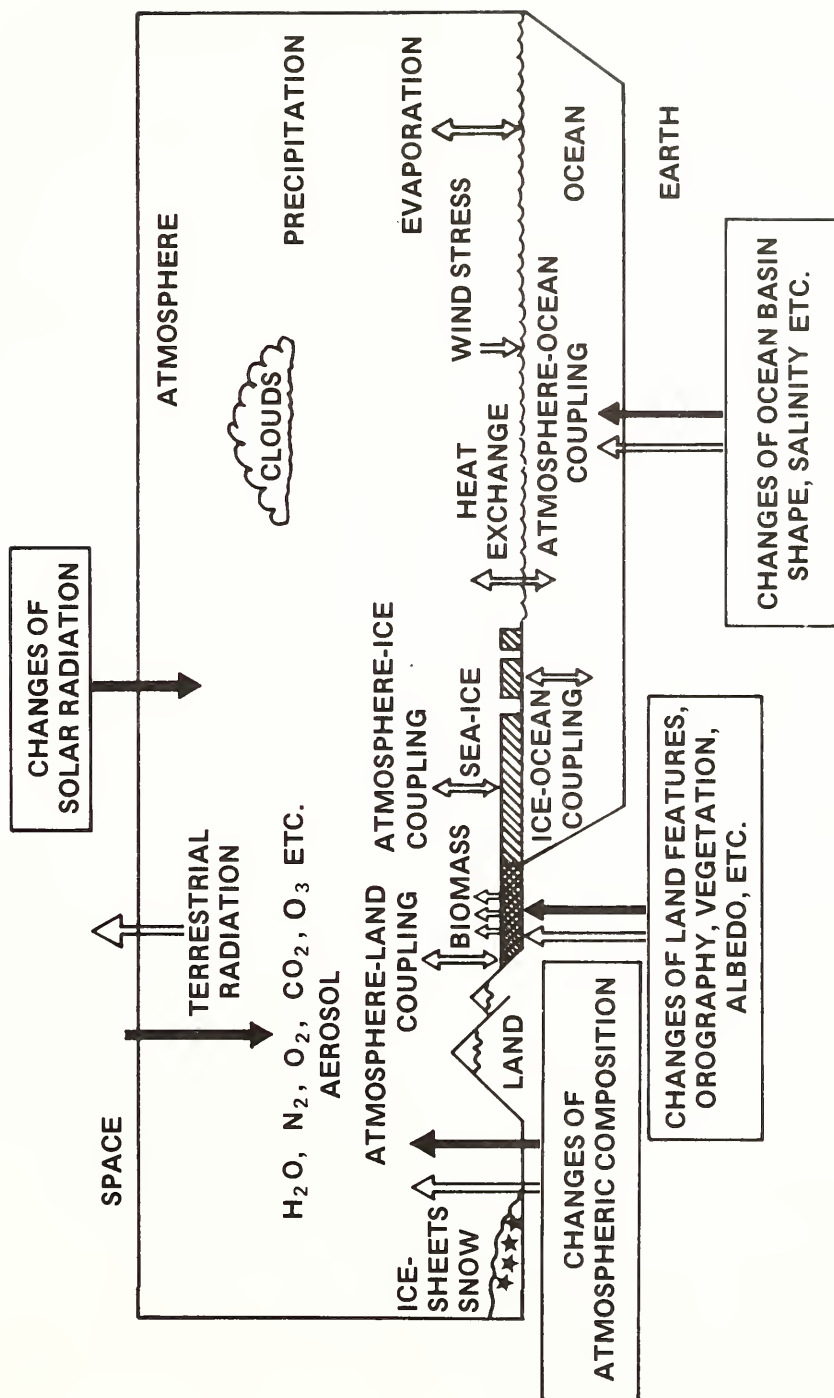 CHANGES OF
SOLAR RADIATION
SPACE
TERRESTRIAL
RADIATION
ATMOSPHERE
H₂O, N₂, O₂, CO₂, O₃ ETC.
AEROSOL
CLOUDS
PRECIPITATION
ATMOSPHERE-LAND
COUPLING
ATMOSPHERE-ICE
COUPLING
HEAT
EXCHANGE
WIND STRESS
EVAPORATION
ICE-
SHEETS
SNOW
BIOMASS
SEA-ICE
LAND
ICE-OCEAN
COUPLING
ATMOSPHERE-OCEAN
COUPLING
OCEAN
EARTH
CHANGES OF
ATMOSPHERIC COMPOSITION
CHANGES OF LAND FEATURES,
OROGRAPHY, VEGETATION,
ALBEDO, ETC.
CHANGES OF OCEAN BASIN
SHAPE, SALINITY ETC.